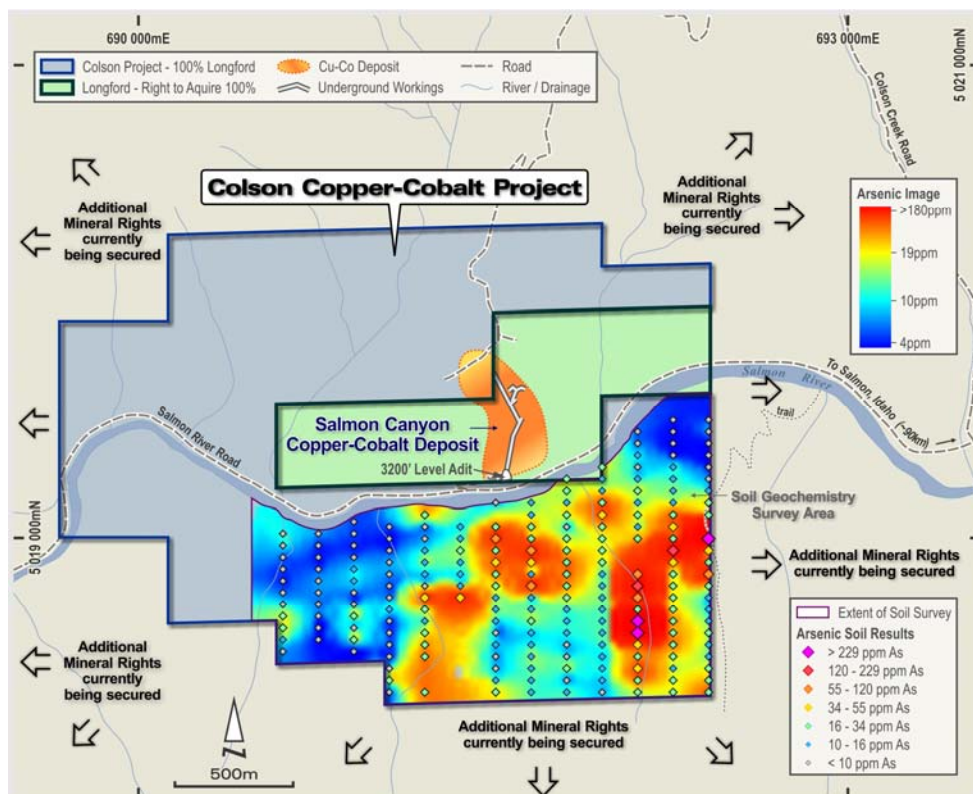 690 000mE
693 000mE
5 021 000mN
Colson Project - 100% Longford
Cu-Co Deposit
Road
Longford - Right to Aquire 100%
Underground Workings
River / Drainage
Colson Creek Road
Colson Copper-Cobalt Project
Additional
Mineral Rights
currently
being secured
Additional
Mineral Rights
currently
being secured
Arsenic Image
>180ppm
19ppm
10ppm
4ppm
Salmon River
To Salmon, Idaho (~90km)
trail
Salmon River Road
Salmon Canyon
Copper-Cobalt Deposit
3200' Level Adit
Soil Geochemistry
Survey Area
5 019 000mN
Additional Mineral Rights
currently being secured
Additional
Mineral Rights
currently
being secured
Extent of Soil Survey
Arsenic Soil Results
> 229 ppm As
120 - 229 ppm As
55 - 120 ppm As
34 - 55 ppm As
16 - 34 ppm As
10 - 16 ppm As
< 10 ppm As
Additional Mineral Rights
currently being secured
N
500m